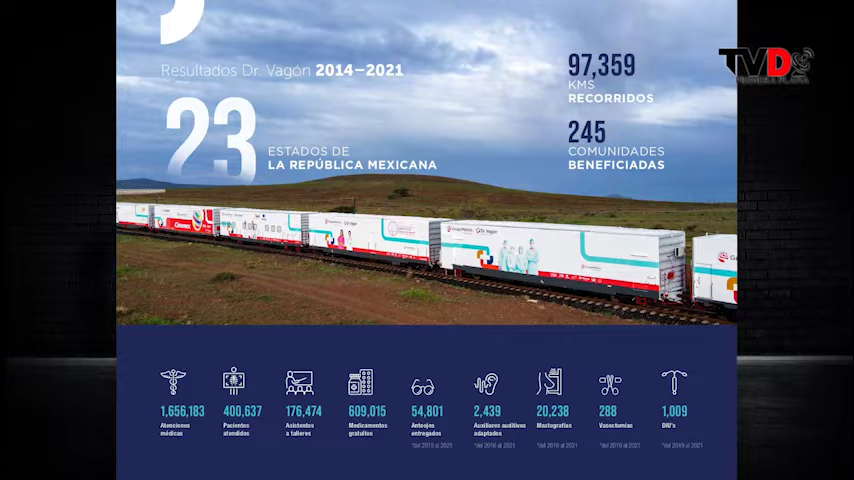 TVD
Resultados Dr. Vagón 2014–2021
97,359
KMS
RECORRIDOS
23
ESTADOS DE
LA REPÚBLICA MEXICANA
245
COMUNIDADES
BENEFICIADAS
1,656,183
Atenciones
médicas
400,637
Pacientes
atendidos
176,474
Asistentes
a talleres
609,015
Medicamentos
gratuitos
54,801
Anteojos
entregados
*del 2015 al 2021
2,439
Auxiliares auditivos
adaptados
*del 2016 al 2021
20,238
Mastografías
*del 2018 al 2021
288
Vasectomías
*del 2019 al 2021
1,009
DIU's
*del 2019 al 2021